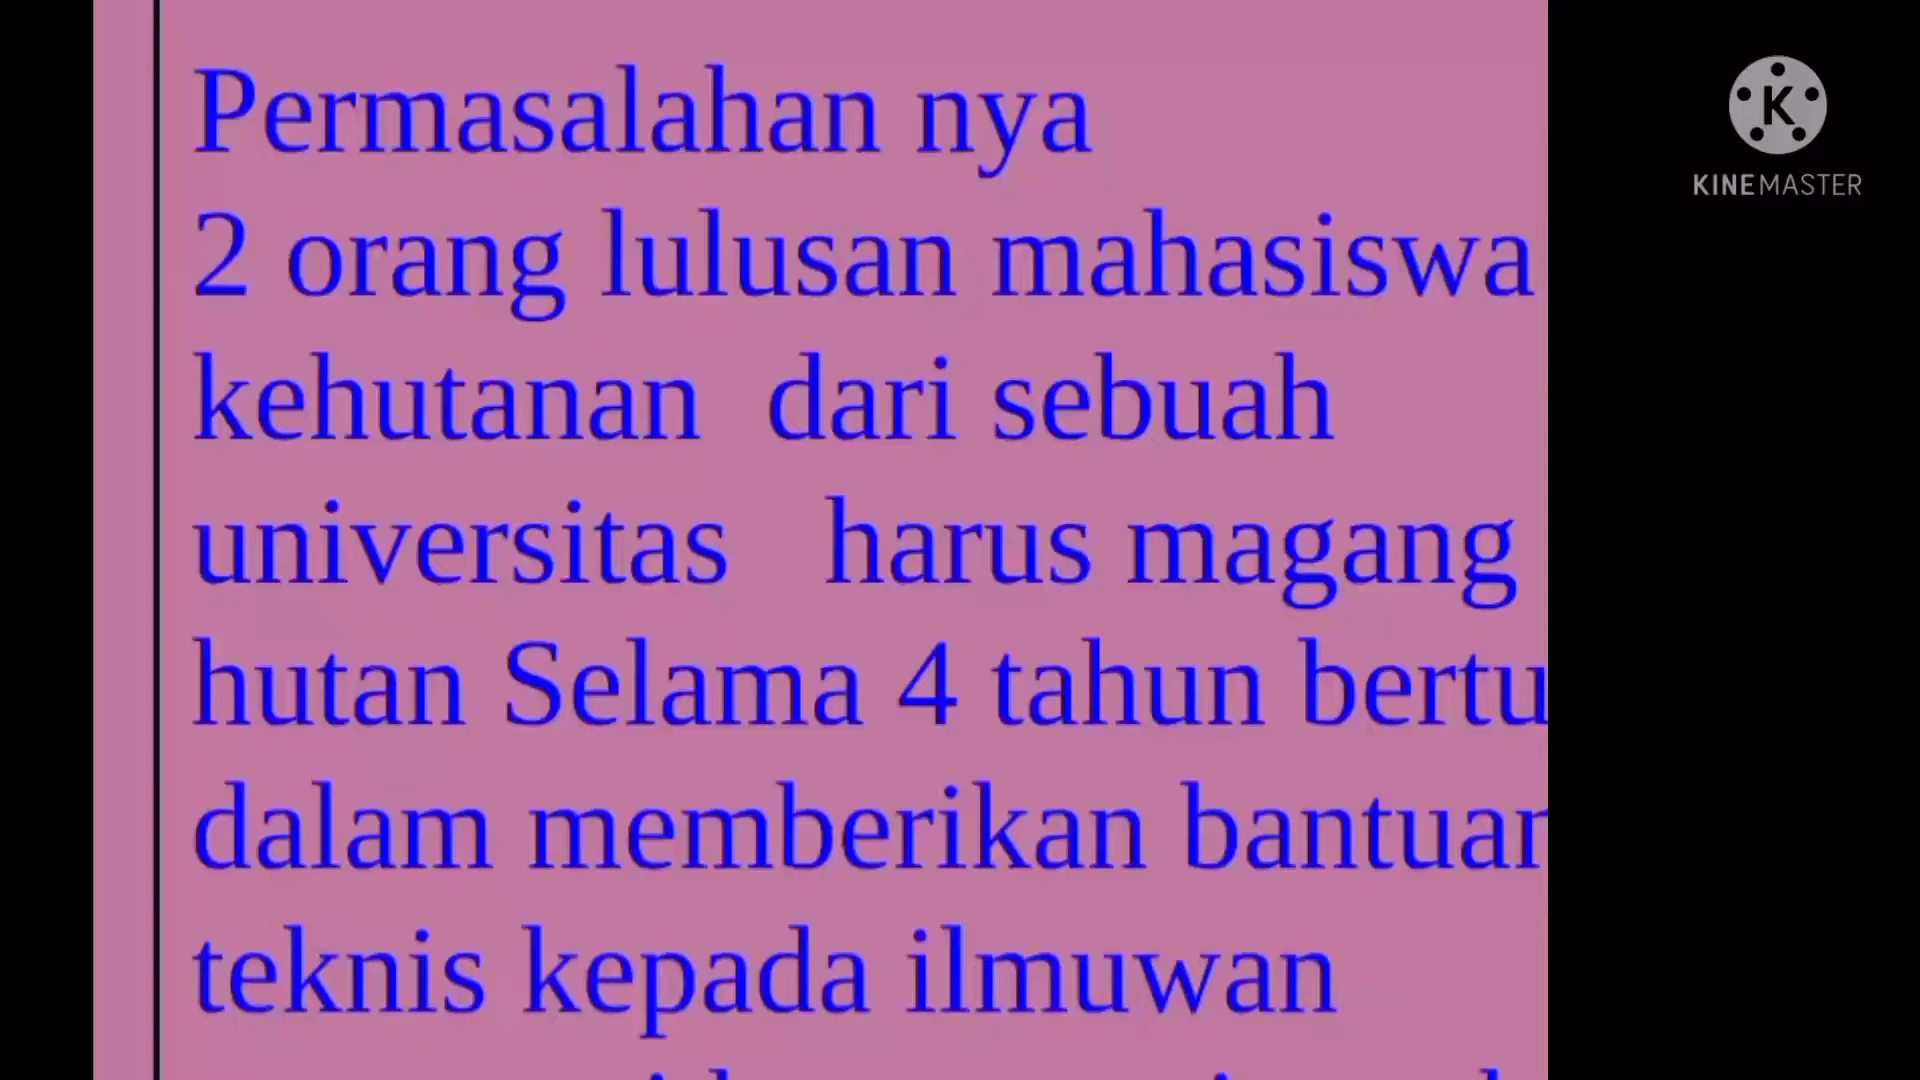 Permasalahan nya
2 orang lulusan mahasiswa
kehutanan dari sebuah
universitas harus magang
hutan Selama 4 tahun
dalam memberikan
teknis kepada ilmuwan
KINEMASTER